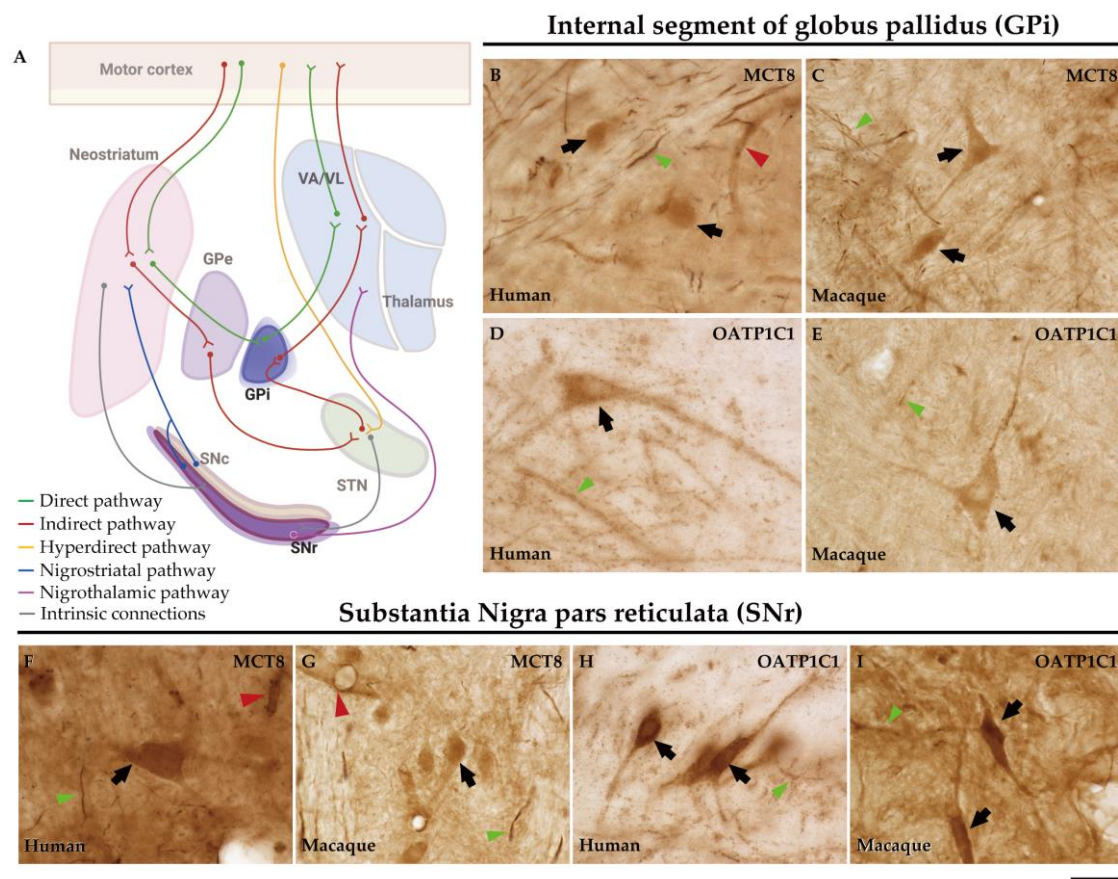 Internal segment of globus pallidus (GPi)
A
Motor cortex
Neostriatum
VA/VL
GPe
Thalamus
GPi
SNc
STN
SNr
Direct pathway
Indirect pathway
Hyperdirect pathway
Nigrostriatal pathway
Nigrothalamic pathway
Intrinsic connections
B
MCT8
Human
C
MCT8
Macaque
D
OATP1C1
Human
E
OATP1C1
Macaque
Substantia Nigra pars reticulata (SNr)
F
MCT8
Human
G
MCT8
Macaque
H
OATP1C1
Human
I
OATP1C1
Macaque